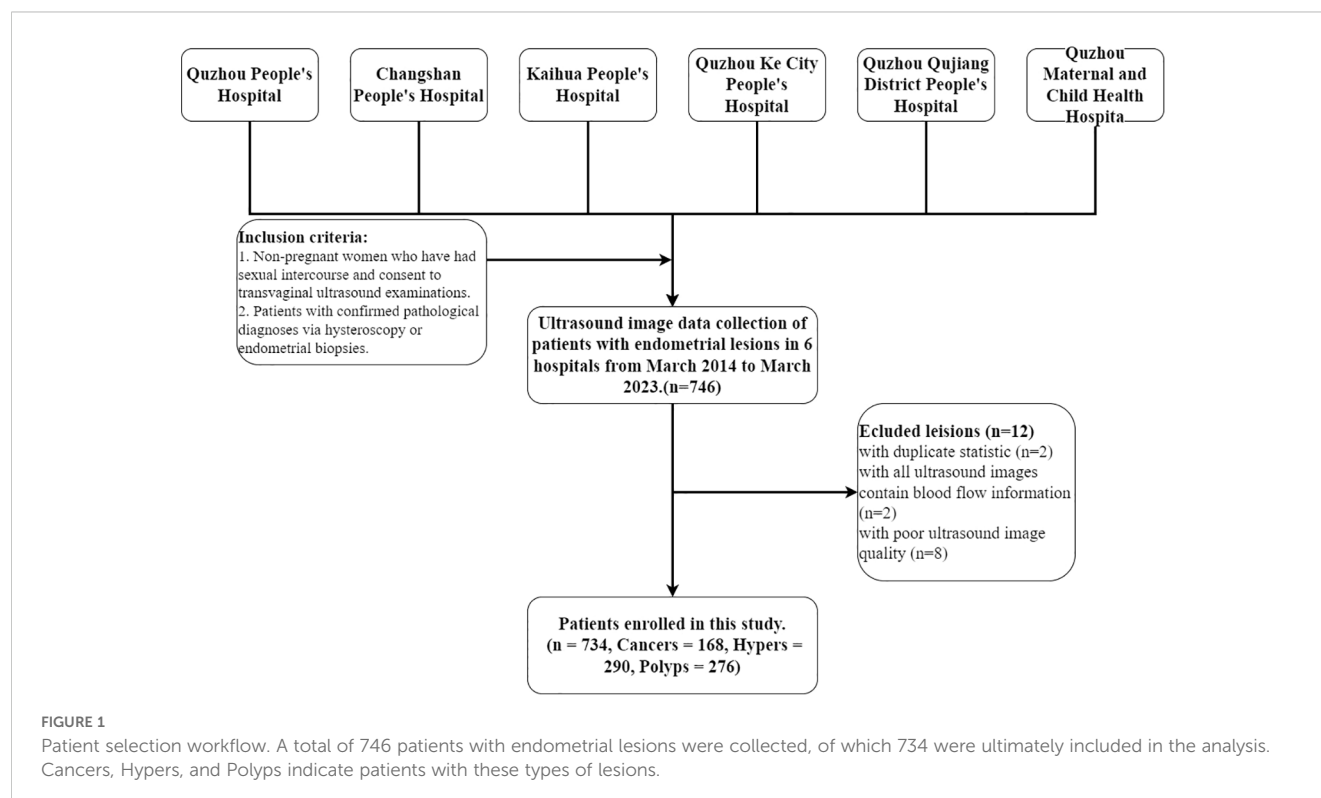 Quzhou People's
Hospital
Changshan
People's Hospital
Kaihua People's
Hospital
Quzhou Ke City
People's
Hospital
Quzhou Qujiang
District People's
Hospital
Quzhou
Maternal and
Child Health
Hospita
Inclusion criteria:
1. Non-pregnant women who have had
sexual intercourse and consent to
transvaginal ultrasound examinations.
2. Patients with confirmed pathological
diagnoses via hysteroscopy or
endometrial biopsies.
Ultrasound image data collection of
patients with endometrial lesions in 6
hospitals from March 2014 to March
2023.(n=746)
Ecluded leisions (n=12)
with duplicate statistic (n=2)
with all ultrasound images
contain blood flow information
(n=2)
with poor ultrasound image
quality (n=8)
Patients enrolled in this study.
(n = 734, Cancers = 168, Hypers =
290, Polyps = 276)
FIGURE 1
Patient selection workflow. A total of 746 patients with endometrial lesions were collected, of which 734 were ultimately included in the analysis.
Cancers, Hypers, and Polyps indicate patients with these types of lesions.